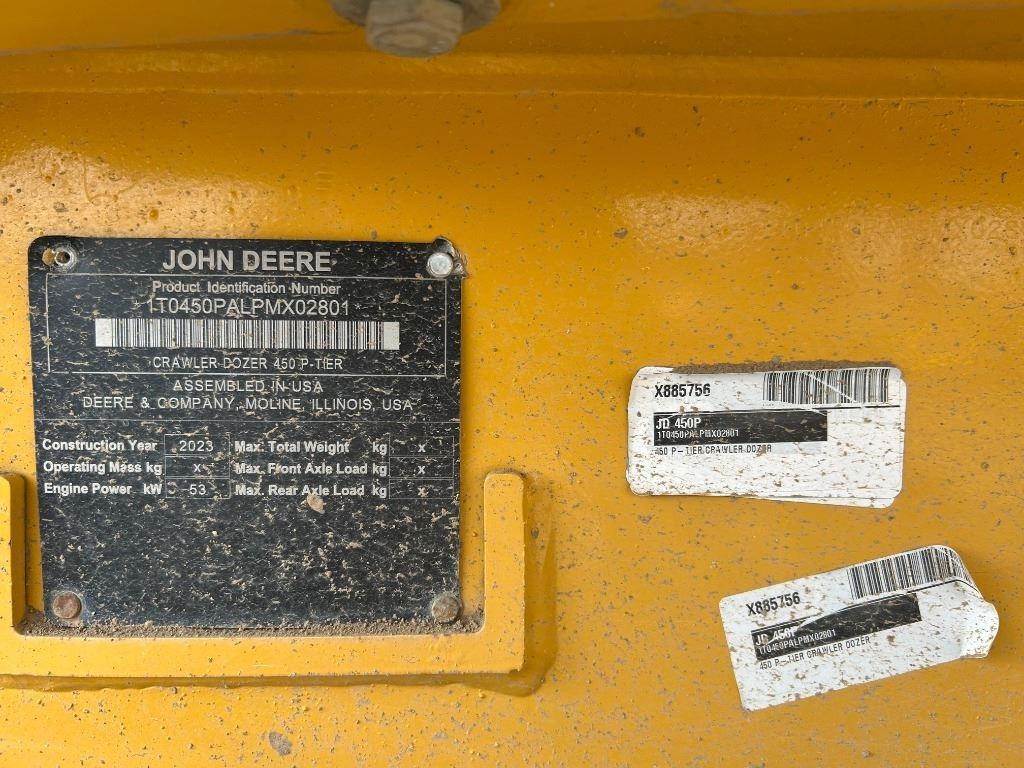 JOHN DEERE
Product Identification Number
1T0450PALPMX02801
CRAWLER DOZER 450 P-TIER
ASSEMBLED IN USA
DEERE & COMPANY, MOLINE, ILLINOIS, USA
Construction Year 2023 Max. Total Weight kg x
Operating Mass kg x Max. Front Axle Load kg x
Engine Power kW 53 Max. Rear Axle Load kg x
X885756
JD 450P
1T0450PALPMX02801
450 P-TIER CRAWLER DOZER
X885756
JD 450P
1T0450PALPMX02801
450 P-TIER CRAWLER DOZER